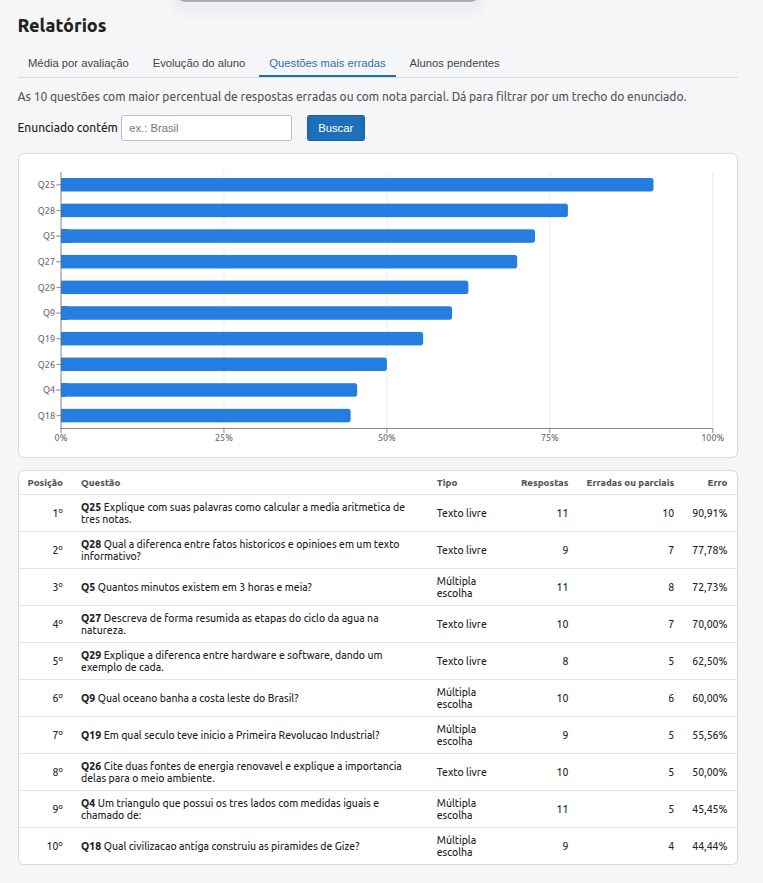 Relatórios
Média por avaliação Evolução do aluno Questões mais erradas Alunos pendentes
As 10 questões com maior percentual de respostas erradas ou com nota parcial. Dá para filtrar por um trecho do enunciado.
Enunciado contém ex.: Brasil Buscar
Q25
Q28
Q5
Q27
Q29
Q9
Q19
Q26
Q4
Q18
0% 25% 50% 75% 100%
Posição Questão Tipo Respostas Erradas ou parciais Erro
1º Q25 Explique com suas palavras como calcular a media aritmetica de tres notas. Texto livre 11 10 90,91%
2º Q28 Qual a diferenca entre fatos historicos e opinioes em um texto informativo? Texto livre 9 7 77,78%
3º Q5 Quantos minutos existem em 3 horas e meia? Múltipla escolha 11 8 72,73%
4º Q27 Descreva de forma resumida as etapas do ciclo da agua na natureza. Texto livre 10 7 70,00%
5º Q29 Explique a diferenca entre hardware e software, dando um exemplo de cada. Texto livre 8 5 62,50%
6º Q9 Qual oceano banha a costa leste do Brasil? Múltipla escolha 10 6 60,00%
7º Q19 Em qual seculo teve inicio a Primeira Revolucao Industrial? Múltipla escolha 9 5 55,56%
8º Q26 Cite duas fontes de energia renovavel e explique a importancia delas para o meio ambiente. Texto livre 10 5 50,00%
9º Q4 Um triangulo que possui os tres lados com medidas iguais e chamado de: Múltipla escolha 11 5 45,45%
10º Q18 Qual civilizacao antiga construiu as piramides de Gize? Múltipla escolha 9 4 44,44%